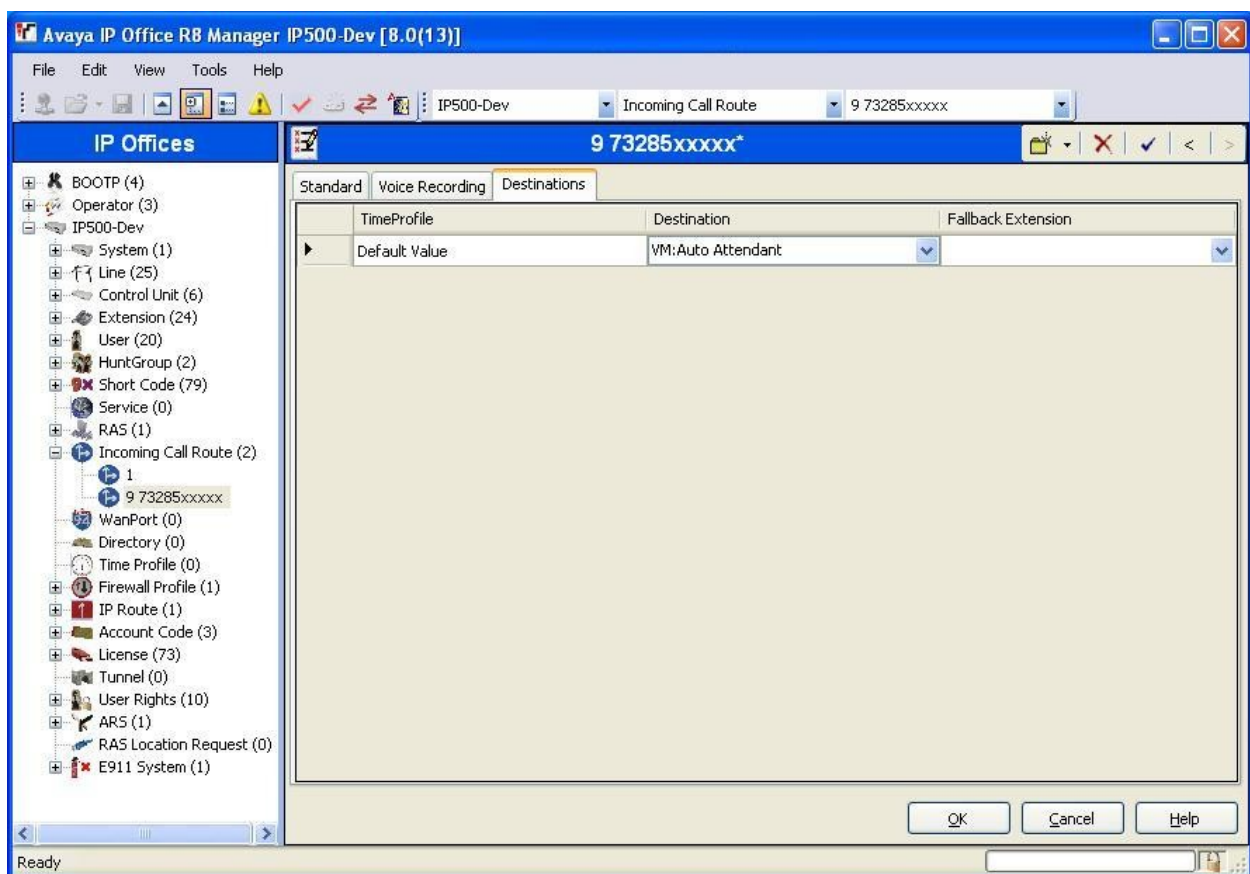 Avaya IP Office R8 Manager IP500-Dev [8.0(13)]
File Edit View Tools Help
IP500-Dev Incoming Call Route 9 73285xxxxx
IP Offices
9 73285xxxxx*
BOOTP (4)
Operator (3)
IP500-Dev
System (1)
Line (25)
Control Unit (6)
Extension (24)
User (20)
HuntGroup (2)
Short Code (79)
Service (0)
RAS (1)
Incoming Call Route (2)
1
9 73285xxxxx
WanPort (0)
Directory (0)
Time Profile (0)
Firewall Profile (1)
IP Route (1)
Account Code (3)
License (73)
Tunnel (0)
User Rights (10)
ARS (1)
RAS Location Request (0)
E911 System (1)
Standard Voice Recording Destinations
TimeProfile Destination Fallback Extension
Default Value VM:Auto Attendant
OK Cancel Help
Ready